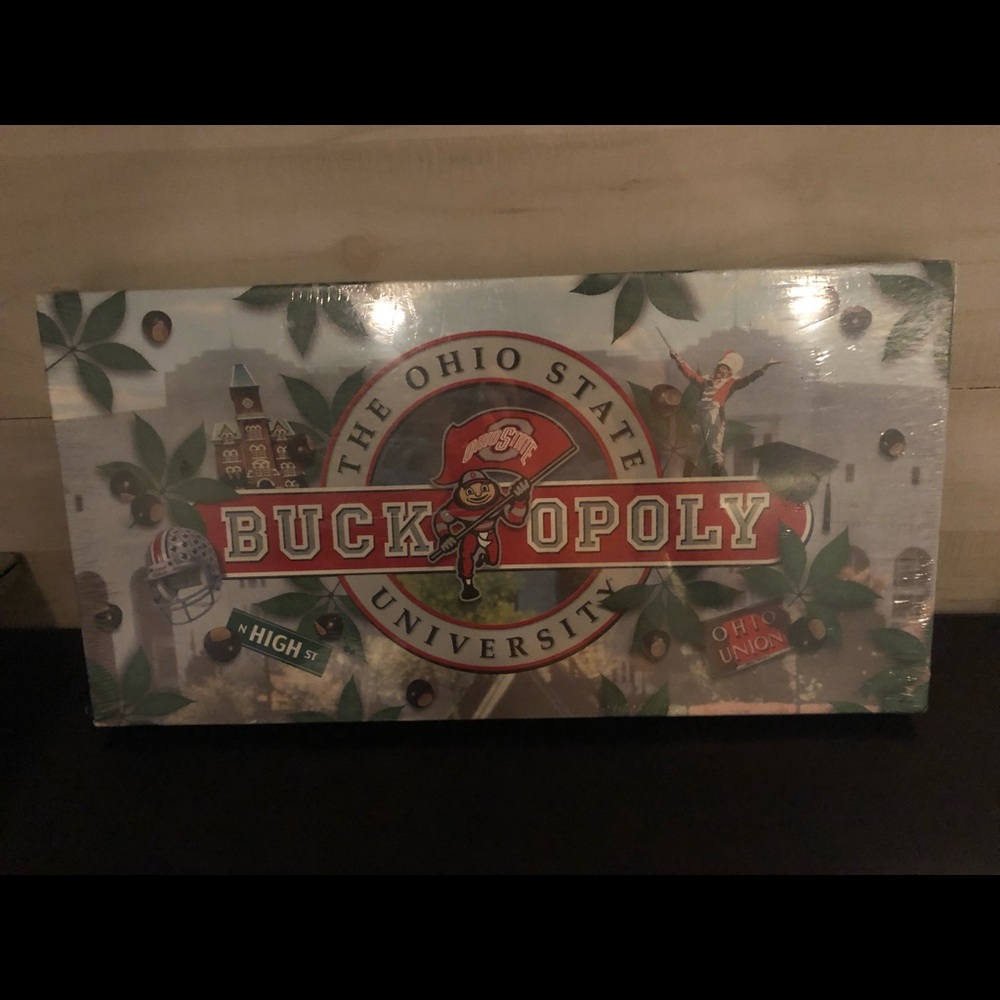 THE OHIO STATE
OHIO STATE
BUCK OPOLY
UNIVERSITY
N HIGH ST
OHIO
UNION